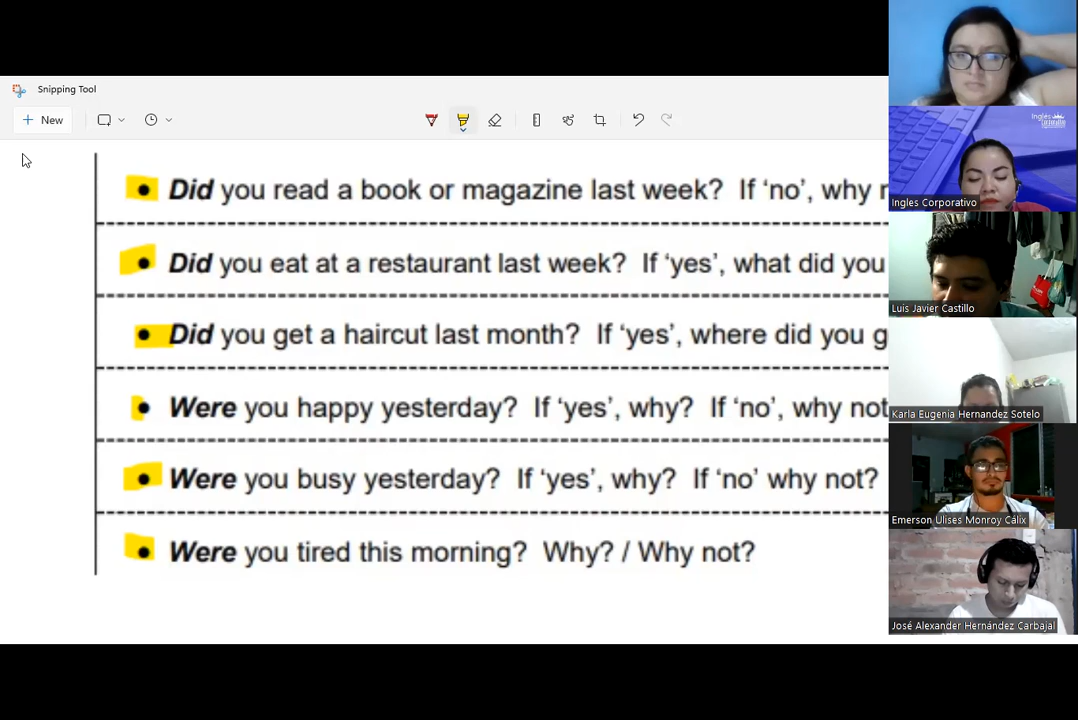 Snipping Tool
New
Did you read a book or magazine last week? If ‘no’, why
Did you eat at a restaurant last week? If ‘yes’, what did you
Did you get a haircut last month? If ‘yes’, where did you
Were you happy yesterday? If ‘yes’, why? If ‘no’, why not
Were you busy yesterday? If ‘yes’, why? If ‘no’ why not?
Were you tired this morning? Why? / Why not?
Ingles
Ingles Corporativo
Luis Javier Castillo
Karla Eugenia Hernandez Sotelo
Emerson Ulises Monroy Cálix
José Alexander Hernández Carbajal